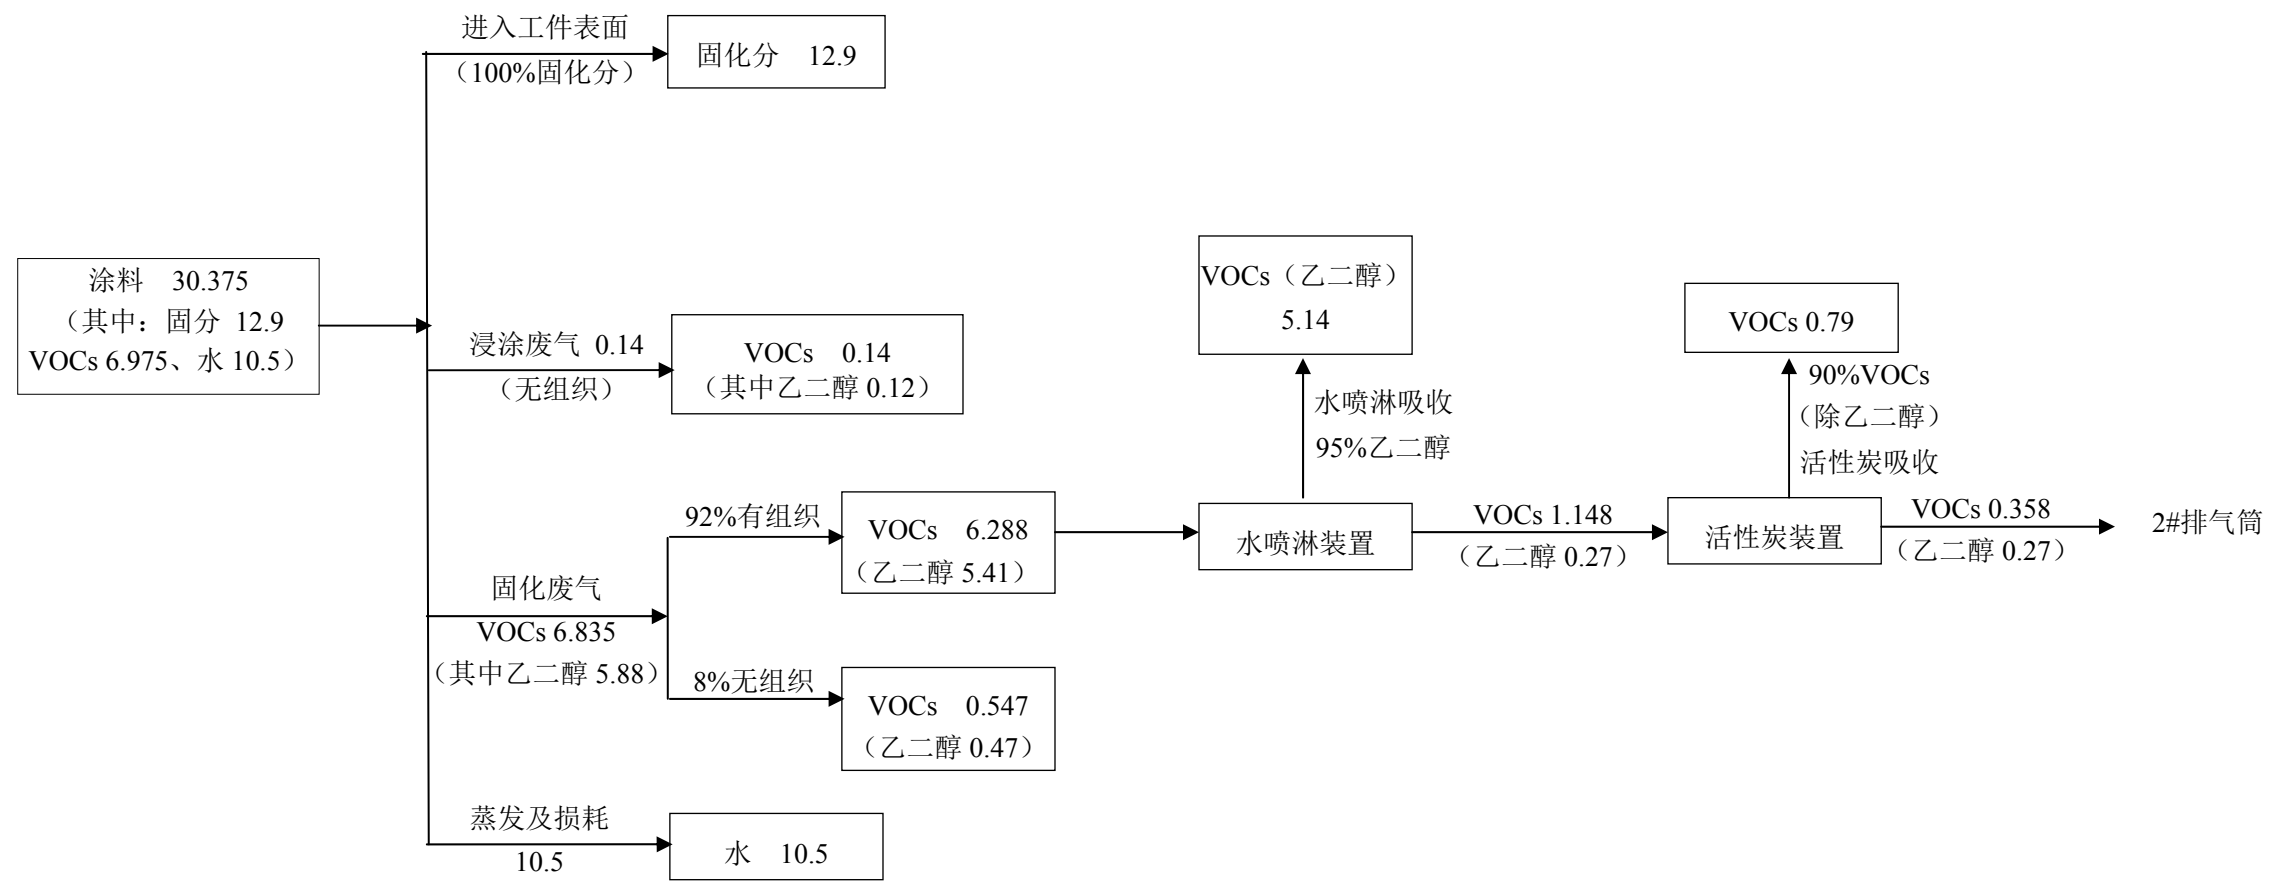 进入工件表面
（100%固化分）
固化分 12.9
涂料 30.375
（其中：固分 12.9
VOCs 6.975、水 10.5）
浸涂废气 0.14
（无组织）
VOCs 0.14
（其中乙二醇 0.12）
固化废气
VOCs 6.835
（其中乙二醇 5.88）
92%有组织
VOCs 6.288
（乙二醇 5.41）
8%无组织
VOCs 0.547
（乙二醇 0.47）
蒸发及损耗
10.5
水 10.5
VOCs（乙二醇）
5.14
水喷淋吸收
95%乙二醇
水喷淋装置
VOCs 1.148
（乙二醇 0.27）
VOCs 0.79
90%VOCs
（除乙二醇）
活性炭吸收
活性炭装置
VOCs 0.358
（乙二醇 0.27）
2#排气筒